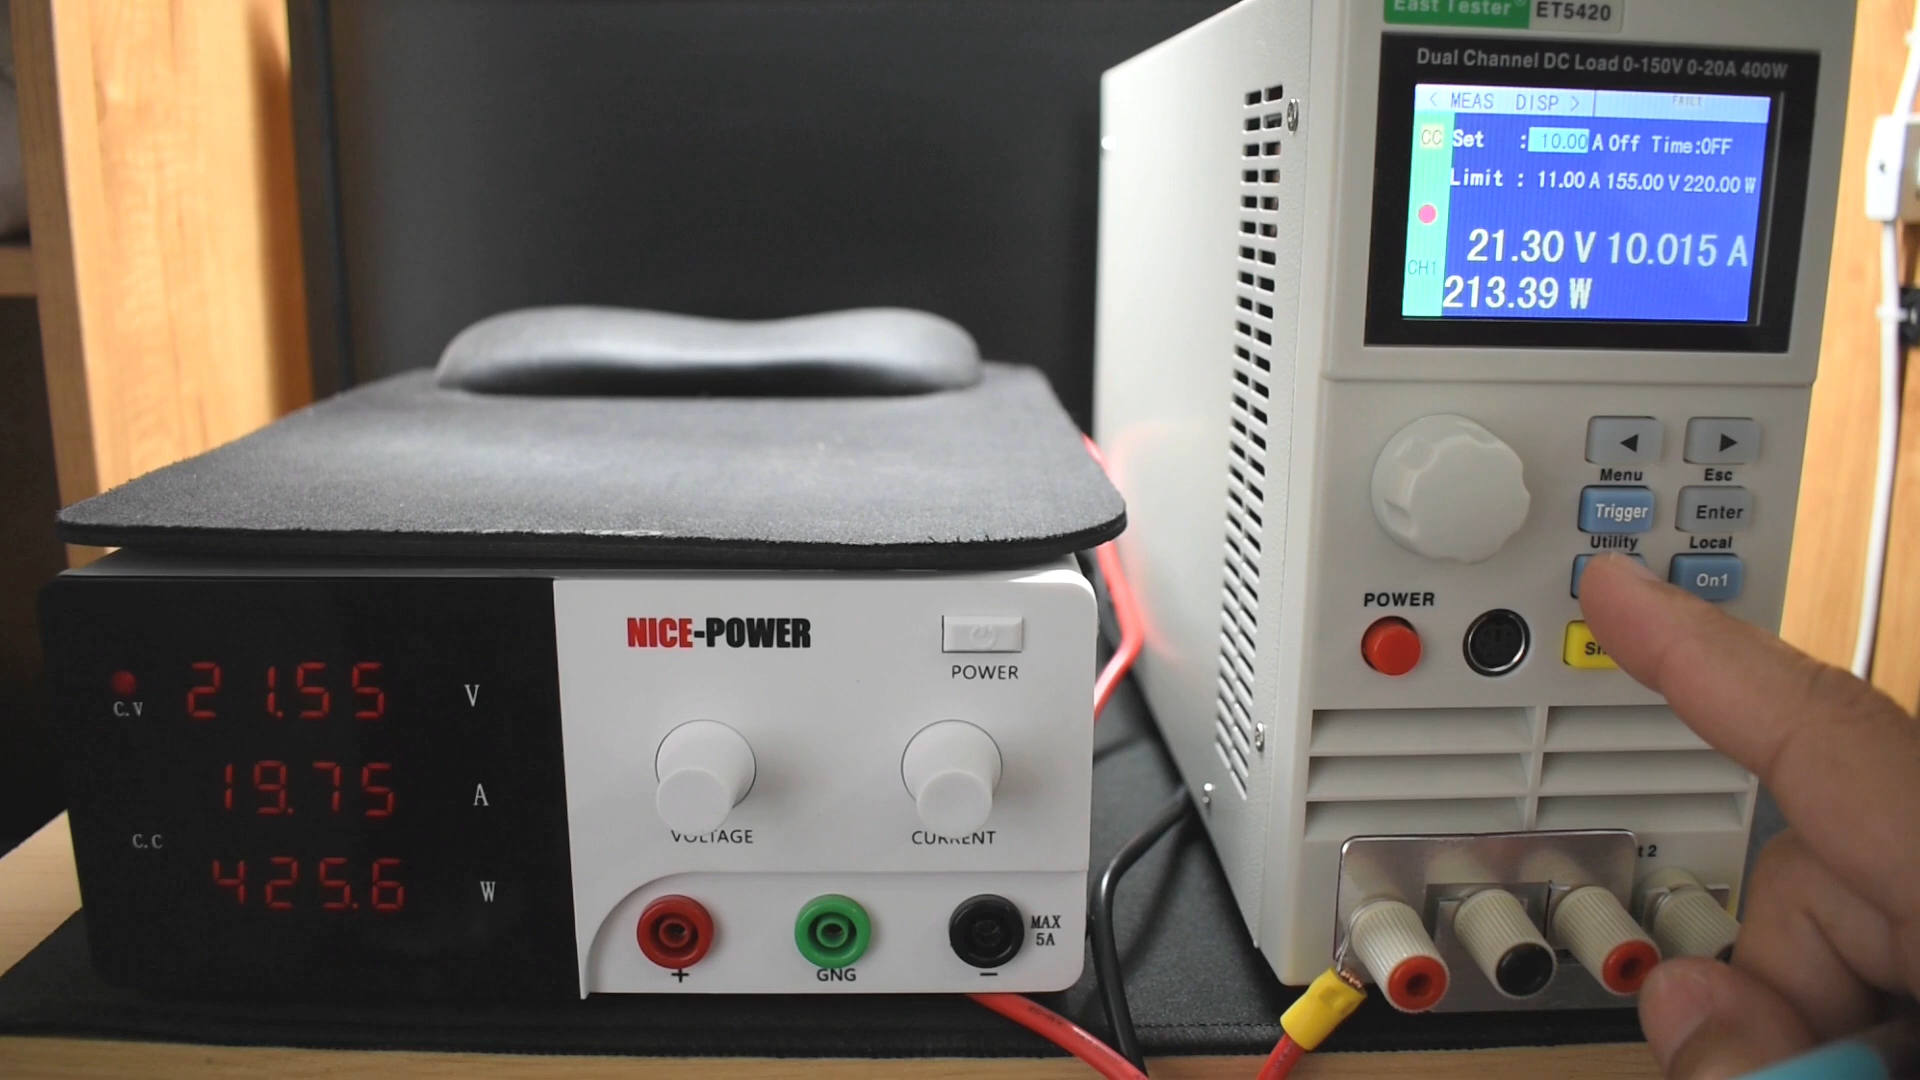 East Tester® ET5420
Dual Channel DC Load 0-150V 0-20A 400W
< MEAS DISP >
CC Set : 10.00 A Off Time:OFF
Limit : 11.00 A 155.00 V 220.00 W
21.30 V 10.015 A
CH1
213.39 W
Menu Esc
Trigger Enter
Utility Local
On1
POWER
NICE-POWER
POWER
C.V 21.55 V
19.75 A
C.C
425.6 W
VOLTAGE CURRENT
MAX
5A
+ GNG −
2